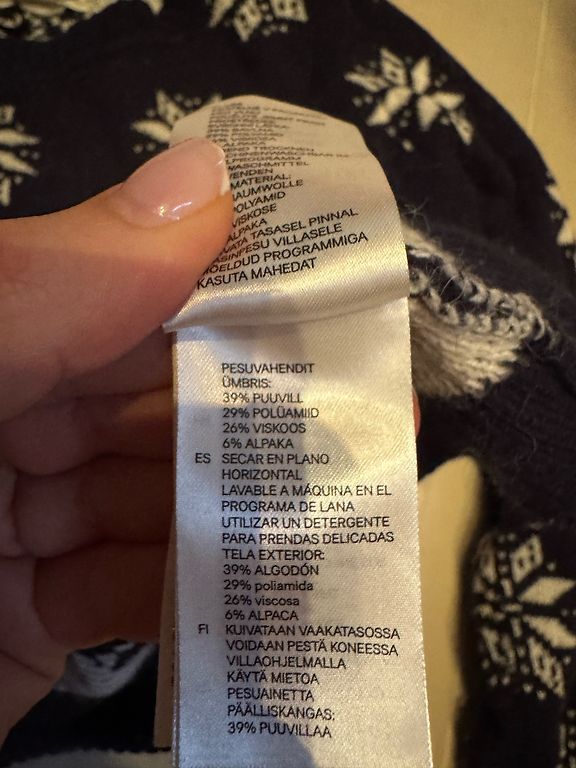 ALPAKA
TROCKNEN
PROGRAMM
WASCHMITTEL
MATERIAL:
BAUMWOLLE
POLYAMID
VISKOSE
ALPAKA
TASASEL PINNAL
VILLASELE
MÕELDUD PROGRAMMIGA
KASUTA MAHEDAT
PESUVAHENDIT
ÜMBRIS:
39% PUUVILL
29% POLÜAMIID
26% VISKOOS
6% ALPAKA
ES SECAR EN PLANO
HORIZONTAL
LAVABLE A MÁQUINA EN EL
PROGRAMA DE LANA
UTILIZAR UN DETERGENTE
PARA PRENDAS DELICADAS
TELA EXTERIOR:
39% ALGODÓN
29% poliamida
26% viscosa
6% ALPACA
FI KUIVATAAN VAAKATASOSSA
VOIDAAN PESTÄ KONEESSA
VILLAOHJELMALLA
KÄYTÄ MIETOA
PESUAINETTA
PÄÄLLISKANGAS:
39% PUUVILLAA